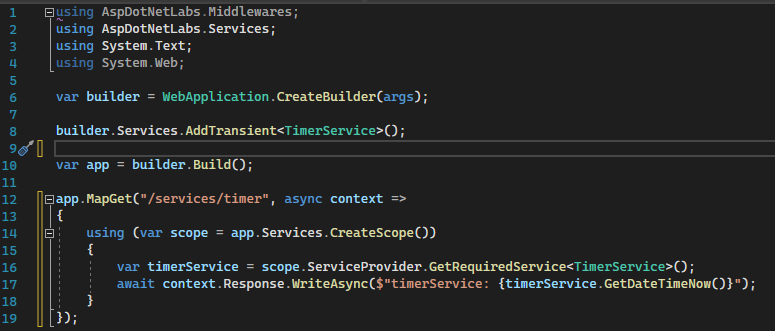 1 using AspDotNetLabs.Middlewares;
2 using AspDotNetLabs.Services;
3 using System.Text;
4 using System.Web;
5
6 var builder = WebApplication.CreateBuilder(args);
7
8 builder.Services.AddTransient<TimerService>();
9
10 var app = builder.Build();
11
12 app.MapGet("/services/timer", async context =>
13 {
14     using (var scope = app.Services.CreateScope())
15     {
16         var timerService = scope.ServiceProvider.GetRequiredService<TimerService>();
17         await context.Response.WriteAsync($"timerService: {timerService.GetDateTimeNow()}");
18     }
19 });